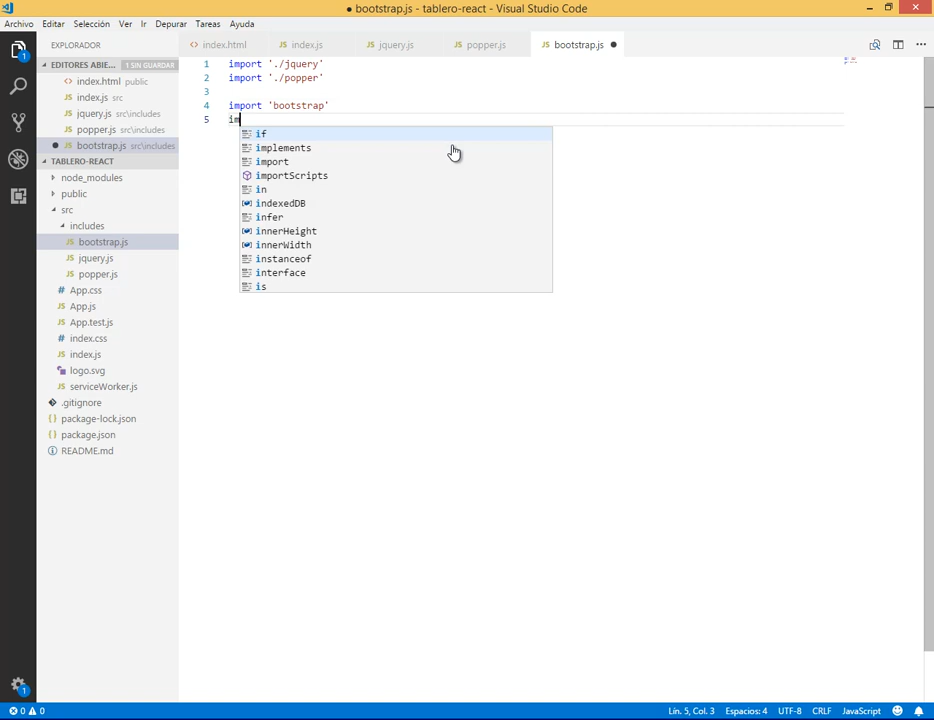 ● bootstrap.js - tablero-react - Visual Studio Code
Archivo Editar Selección Ver Ir Depurar Tareas Ayuda
EXPLORADOR
EDITORES ABIE... 1 SIN GUARDAR
index.html public
index.js src
jquery.js src\includes
popper.js src\includes
bootstrap.js src\includes
TABLERO-REACT
node_modules
public
src
includes
bootstrap.js
jquery.js
popper.js
App.css
App.js
App.test.js
index.css
index.js
logo.svg
serviceWorker.js
.gitignore
package-lock.json
package.json
README.md
index.html index.js jquery.js popper.js bootstrap.js ●
1 import './jquery'
2 import './popper'
3
4 import 'bootstrap'
5 im
if
implements
import
importScripts
in
indexedDB
infer
innerHeight
innerWidth
instanceof
interface
is
0 0
Lín. 5, Col. 3 Espacios: 4 UTF-8 CRLF JavaScript